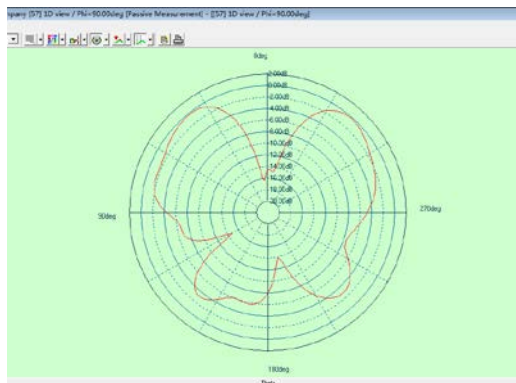 mpany [S7] 1D view / Phi=90.00deg [Passive Measurement] - [[S7] 1D view / Phi=90.00deg]
0deg
2.00dB
0.00dB
-2.00dB
-4.00dB
-6.00dB
-8.00dB
-10.00dB
-12.00dB
-14.00dB
-16.00dB
-18.00dB
-20.00dB
90deg
270deg
180deg